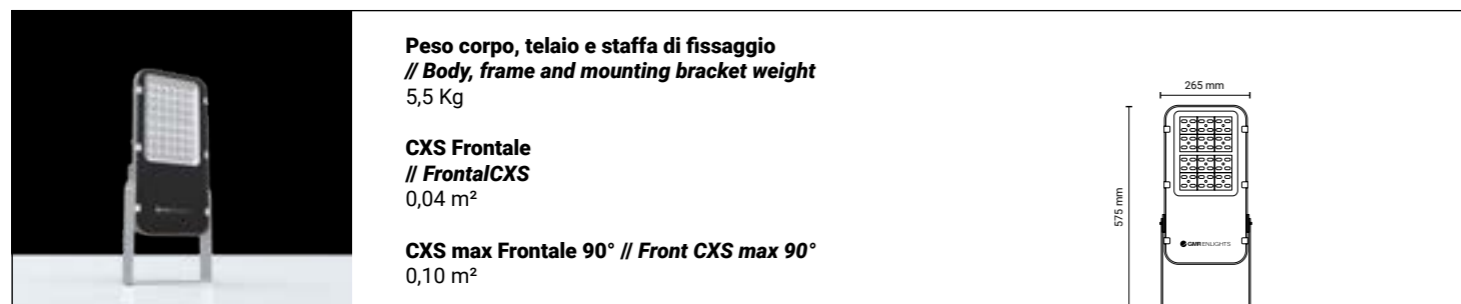 Peso corpo, telaio e staffa di fissaggio
// Body, frame and mounting bracket weight
5,5 Kg
CXS Frontale
// FrontalCXS
0,04 m²
CXS max Frontale 90° // Front CXS max 90°
0,10 m²
265 mm
575 mm
GMR ENLIGHTS